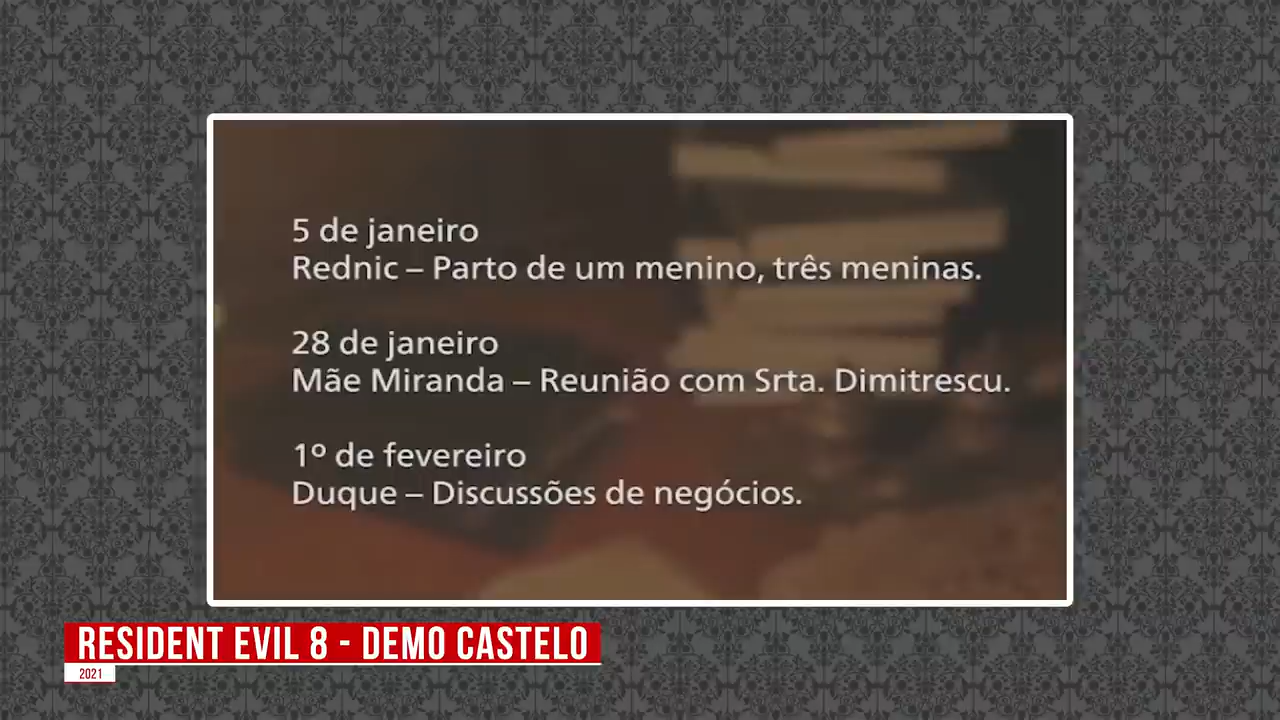 5 de janeiro
Rednic – Parto de um menino, três meninas.
28 de janeiro
Mãe Miranda – Reunião com Srta. Dimitrescu.
1º de fevereiro
Duque – Discussões de negócios.
RESIDENT EVIL 8 - DEMO CASTELO
2021